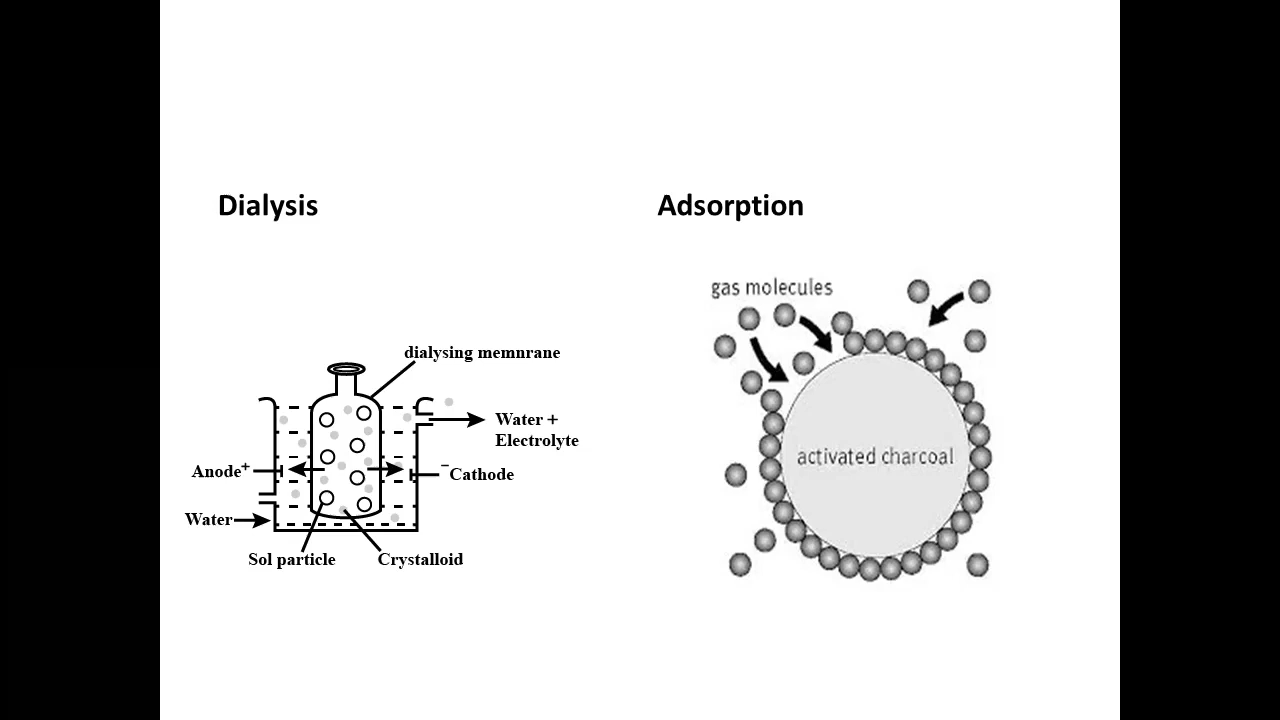 Dialysis
Adsorption
gas molecules
activated charcoal
dialysing memnrane
Water +
Electrolyte
Anode+
−Cathode
Water
Sol particle
Crystalloid